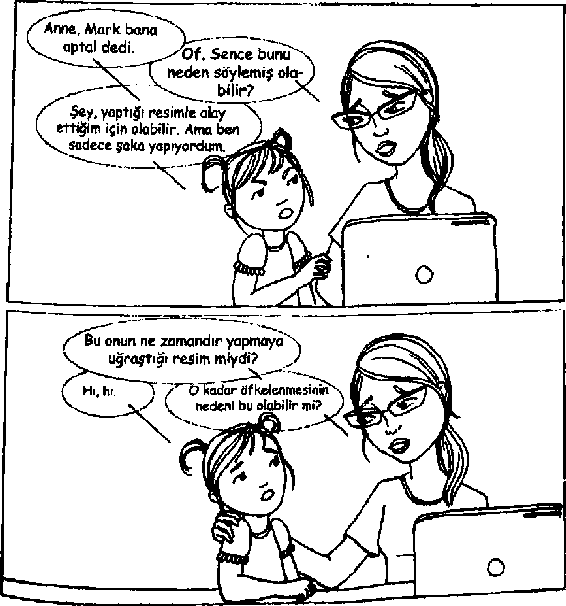 Anne, Mark bana
aptal dedi.
Of. Sence bunu
neden söylemiş ola-
bilir?
Şey, yaptığı resimle alay
ettiğim için olabilir. Ama ben
sadece şaka yapıyordum.
Bu onun ne zamandır yapmaya
uğraştığı resim miydi?
Hı, hı.
O kadar öfkelenmesinin
nedeni bu olabilir mi?